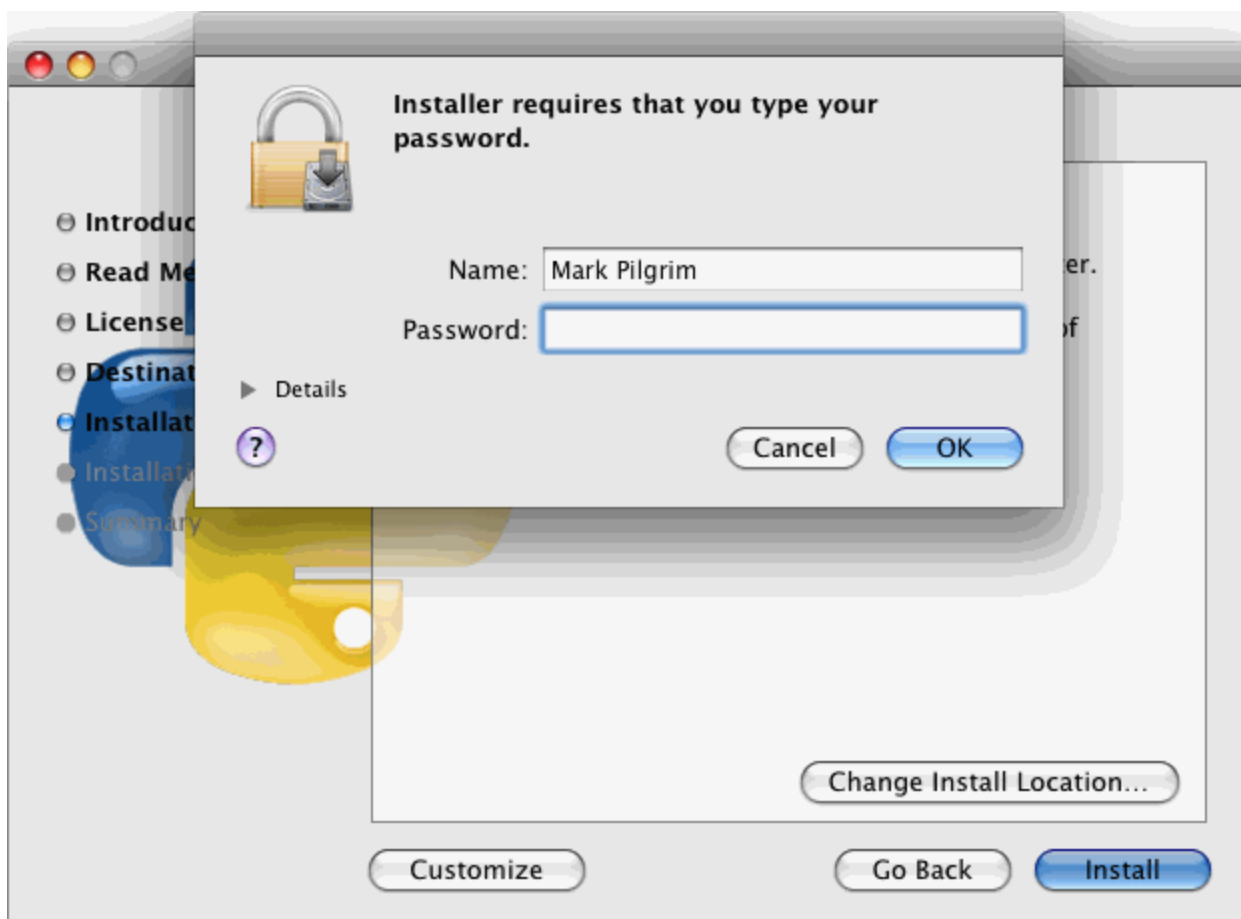 Installer requires that you type your
password.
Name: Mark Pilgrim
Password:
Details
?
Cancel OK
Introduc
Read Me
License
Destinat
Installat
Installati
Summary
er.
of
Change Install Location...
Customize Go Back Install